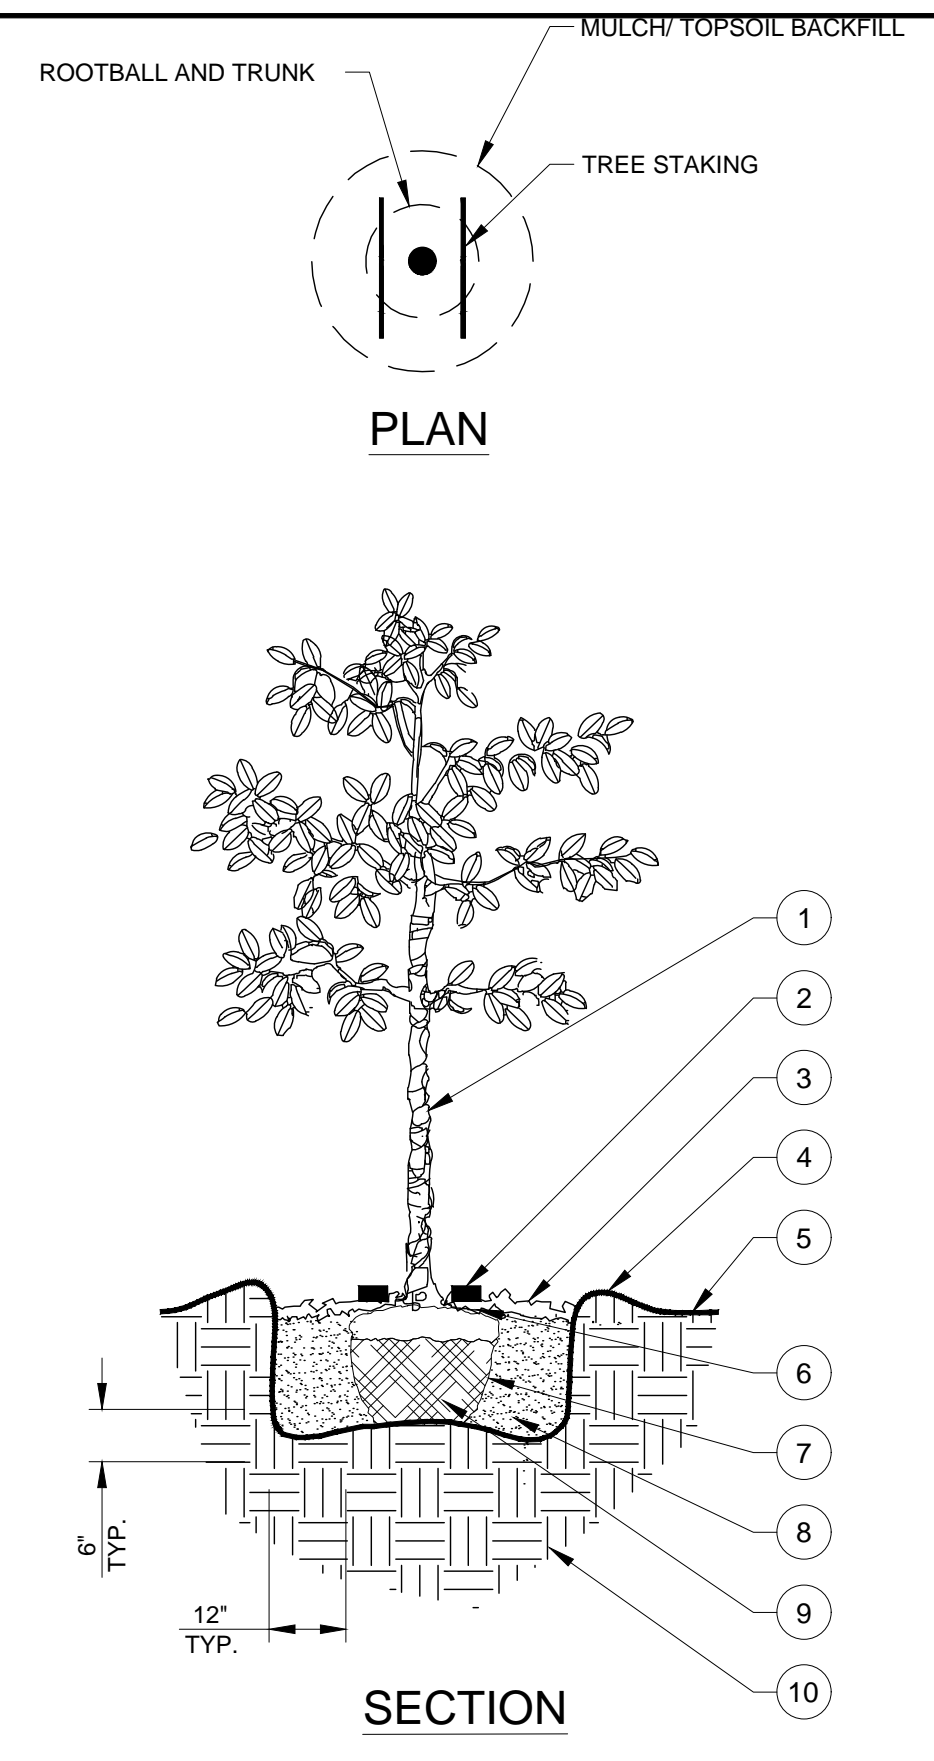 MULCH/ TOPSOIL BACKFILL
ROOTBALL AND TRUNK
TREE STAKING
PLAN
1
2
3
4
5
6
7
8
9
10
6"
TYP.
12"
TYP.
SECTION